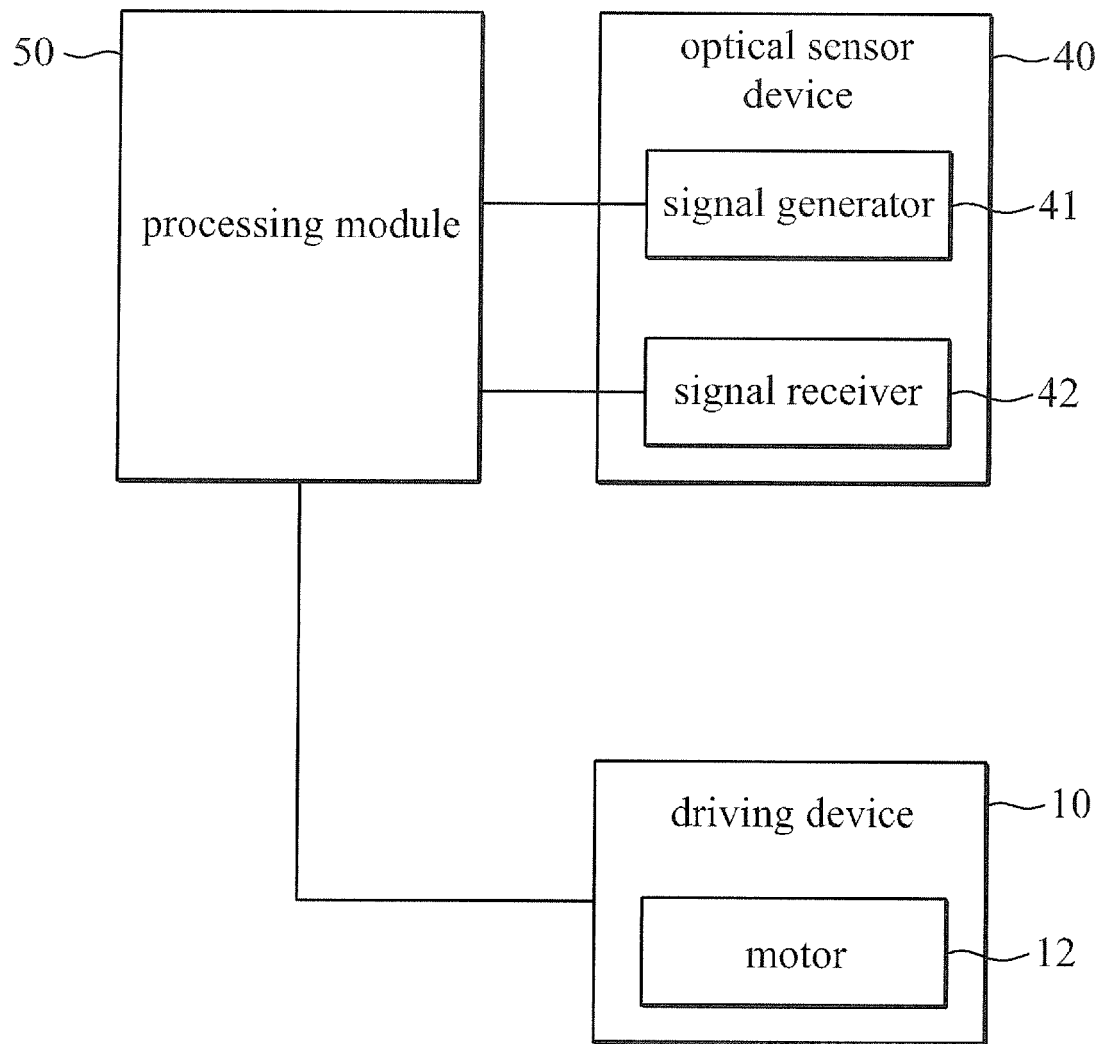 50
processing module
optical sensor
device
40
signal generator
41
signal receiver
42
driving device
10
motor
12